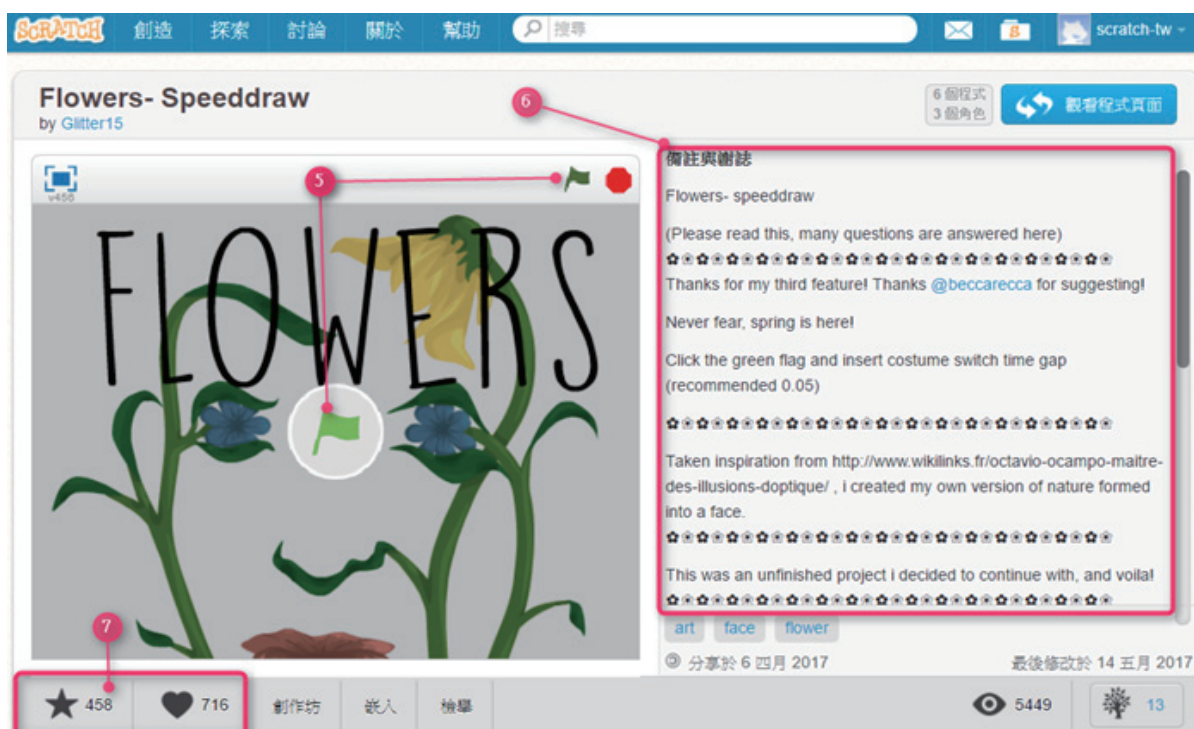 SCRATCH 創造 探索 討論 關於 幫助 搜尋 S scratch-tw
Flowers- Speeddraw
by Glitter15
6
6 個程式
3 個角色
觀看程式頁面
v456
5
FLOWERS
備註與謝誌
Flowers- speeddraw
(Please read this, many questions are answered here)
✿❀✿❀✿❀✿❀✿❀✿❀✿❀✿❀✿❀✿❀✿❀✿❀✿❀✿❀✿❀
Thanks for my third feature! Thanks @beccarecca for suggesting!
Never fear, spring is here!
Click the green flag and insert costume switch time gap
(recommended 0.05)
✿❀✿❀✿❀✿❀✿❀✿❀✿❀✿❀✿❀✿❀✿❀✿❀✿❀✿❀✿❀
Taken inspiration from http://www.wikilinks.fr/octavio-ocampo-maitre-
des-illusions-doptique/ , i created my own version of nature formed
into a face.
✿❀✿❀✿❀✿❀✿❀✿❀✿❀✿❀✿❀✿❀✿❀✿❀✿❀✿❀✿❀
This was an unfinished project i decided to continue with, and voila!
✿❀✿❀✿❀✿❀✿❀✿❀✿❀✿❀✿❀✿❀✿❀✿❀✿❀✿❀✿❀
art face flower
分享於 6 四月 2017 最後修改於 14 五月 2017
7
458 716 創作坊 嵌入 檢舉 5449 13